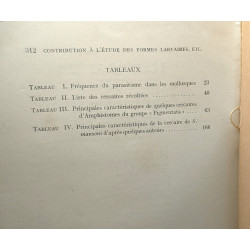 312 CONTRIBUTION À L'ÉTUDE DES FORMES LARVAIRES, ETC.
TABLEAUX
TABLEAU I. Fréquence du parasitisme dans les mollusques 23
TABLEAU II. Liste des cercaires récoltées 40
TABLEAU III. Principales caractéristiques de quelques cercaires
d'Amphistomes du groupe « Pigmentata » 63
TABLEAU IV. Principales caractéristiques de la cercaire de S.
mansoni d'après quelques auteurs 166